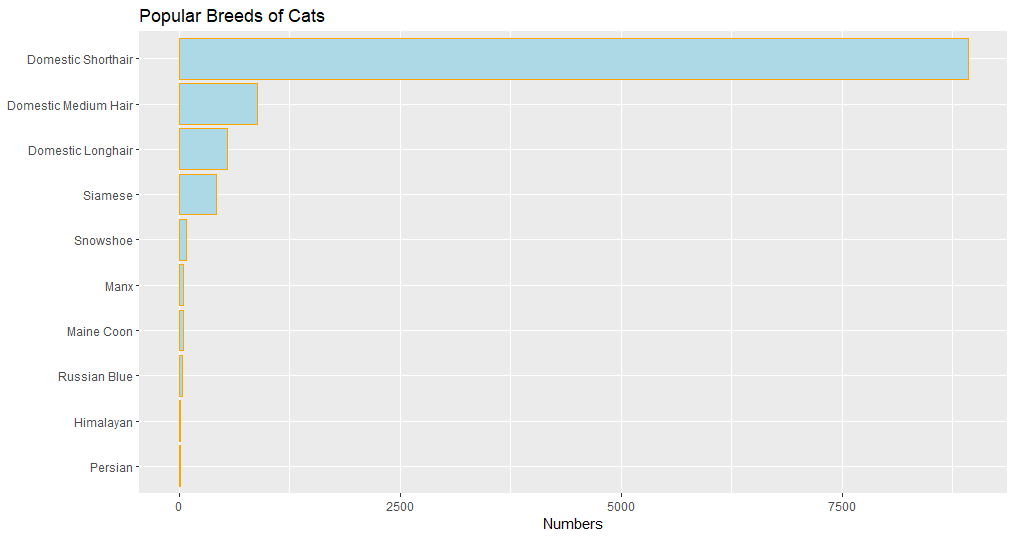 Popular Breeds of Cats
Domestic Shorthair
Domestic Medium Hair
Domestic Longhair
Siamese
Snowshoe
Manx
Maine Coon
Russian Blue
Himalayan
Persian
0 2500 5000 7500
Numbers